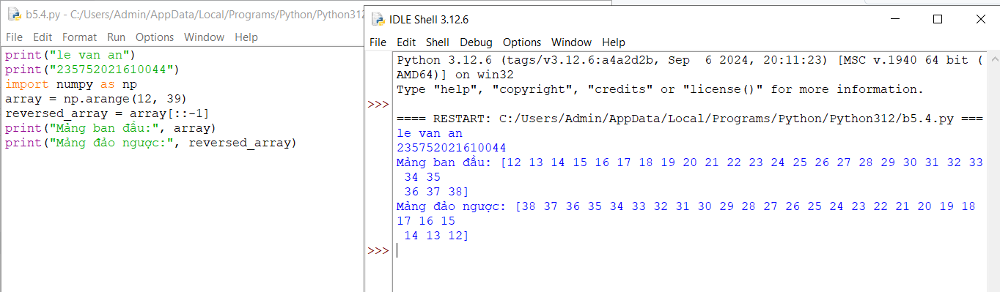 b5.4.py - C:/Users/Admin/AppData/Local/Programs/Python/Python312
File Edit Format Run Options Window Help
print("le van an")
print("235752021610044")
import numpy as np
array = np.arange(12, 39)
reversed_array = array[::-1]
print("Mảng ban đầu:", array)
print("Mảng đảo ngược:", reversed_array)
IDLE Shell 3.12.6
File Edit Shell Debug Options Window Help
Python 3.12.6 (tags/v3.12.6:a4a2d2b, Sep  6 2024, 20:11:23) [MSC v.1940 64 bit (
AMD64)] on win32
Type "help", "copyright", "credits" or "license()" for more information.
>>>
==== RESTART: C:/Users/Admin/AppData/Local/Programs/Python/Python312/b5.4.py ===
le van an
235752021610044
Mảng ban đầu: [12 13 14 15 16 17 18 19 20 21 22 23 24 25 26 27 28 29 30 31 32 33
34 35
36 37 38]
Mảng đảo ngược: [38 37 36 35 34 33 32 31 30 29 28 27 26 25 24 23 22 21 20 19 18
17 16 15
14 13 12]
>>>